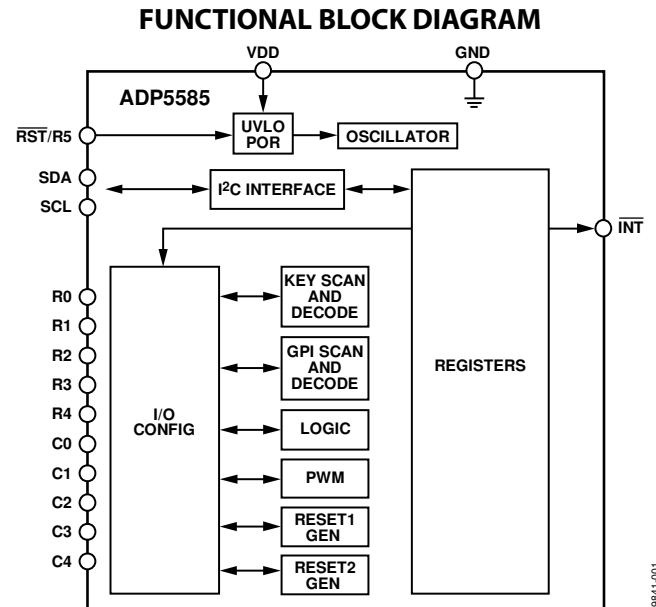 FUNCTIONAL BLOCK DIAGRAM
VDD
GND
ADP5585
RST/R5
UVLO
POR
OSCILLATOR
SDA
SCL
I2C INTERFACE
INT
R0
R1
R2
R3
R4
C0
C1
C2
C3
C4
I/O
CONFIG
KEY SCAN
AND
DECODE
GPI SCAN
AND
DECODE
LOGIC
PWM
RESET1
GEN
RESET2
GEN
REGISTERS
9841-001